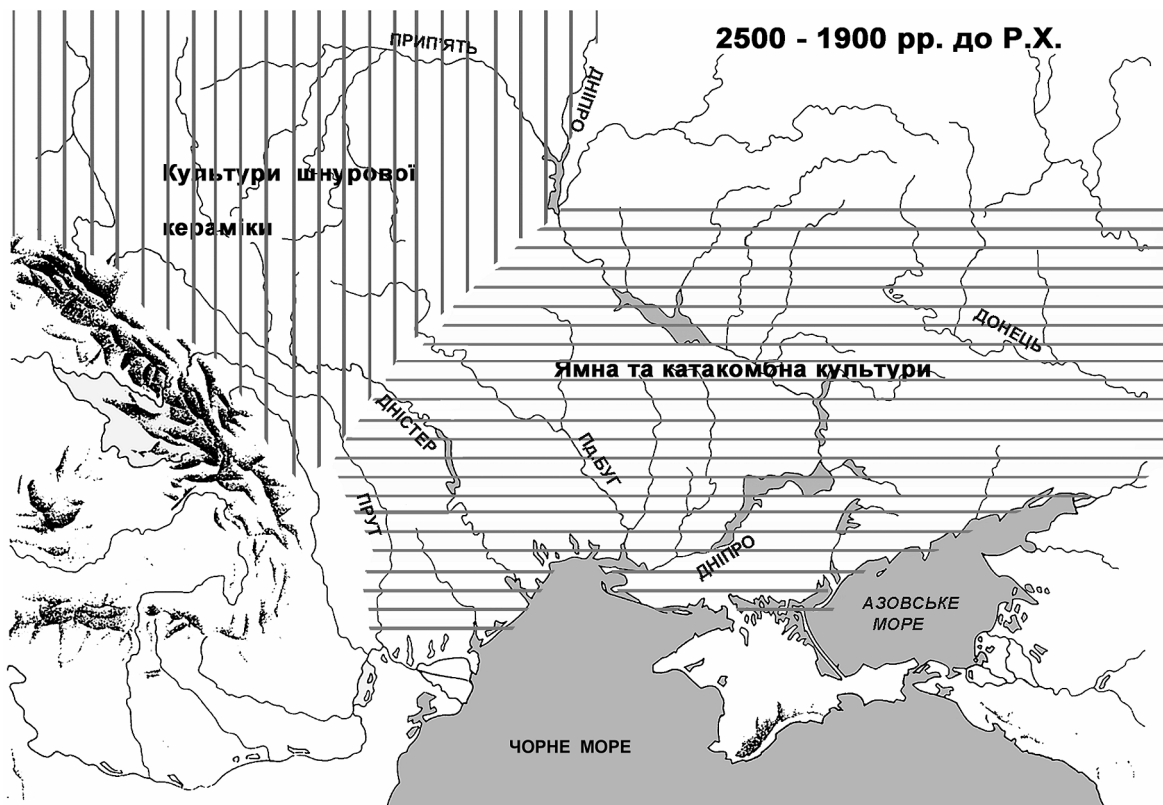 2500 - 1900 рр. до Р.Х.
ПРИП'ЯТЬ
ДНІПРО
Культури шнурової
кераміки
ДОНЕЦЬ
Ямна та катакомбна культури
ДНІСТЕР
Пд.БУГ
ПРУТ
ДНІПРО
АЗОВСЬКЕ
МОРЕ
ЧОРНЕ МОРЕ